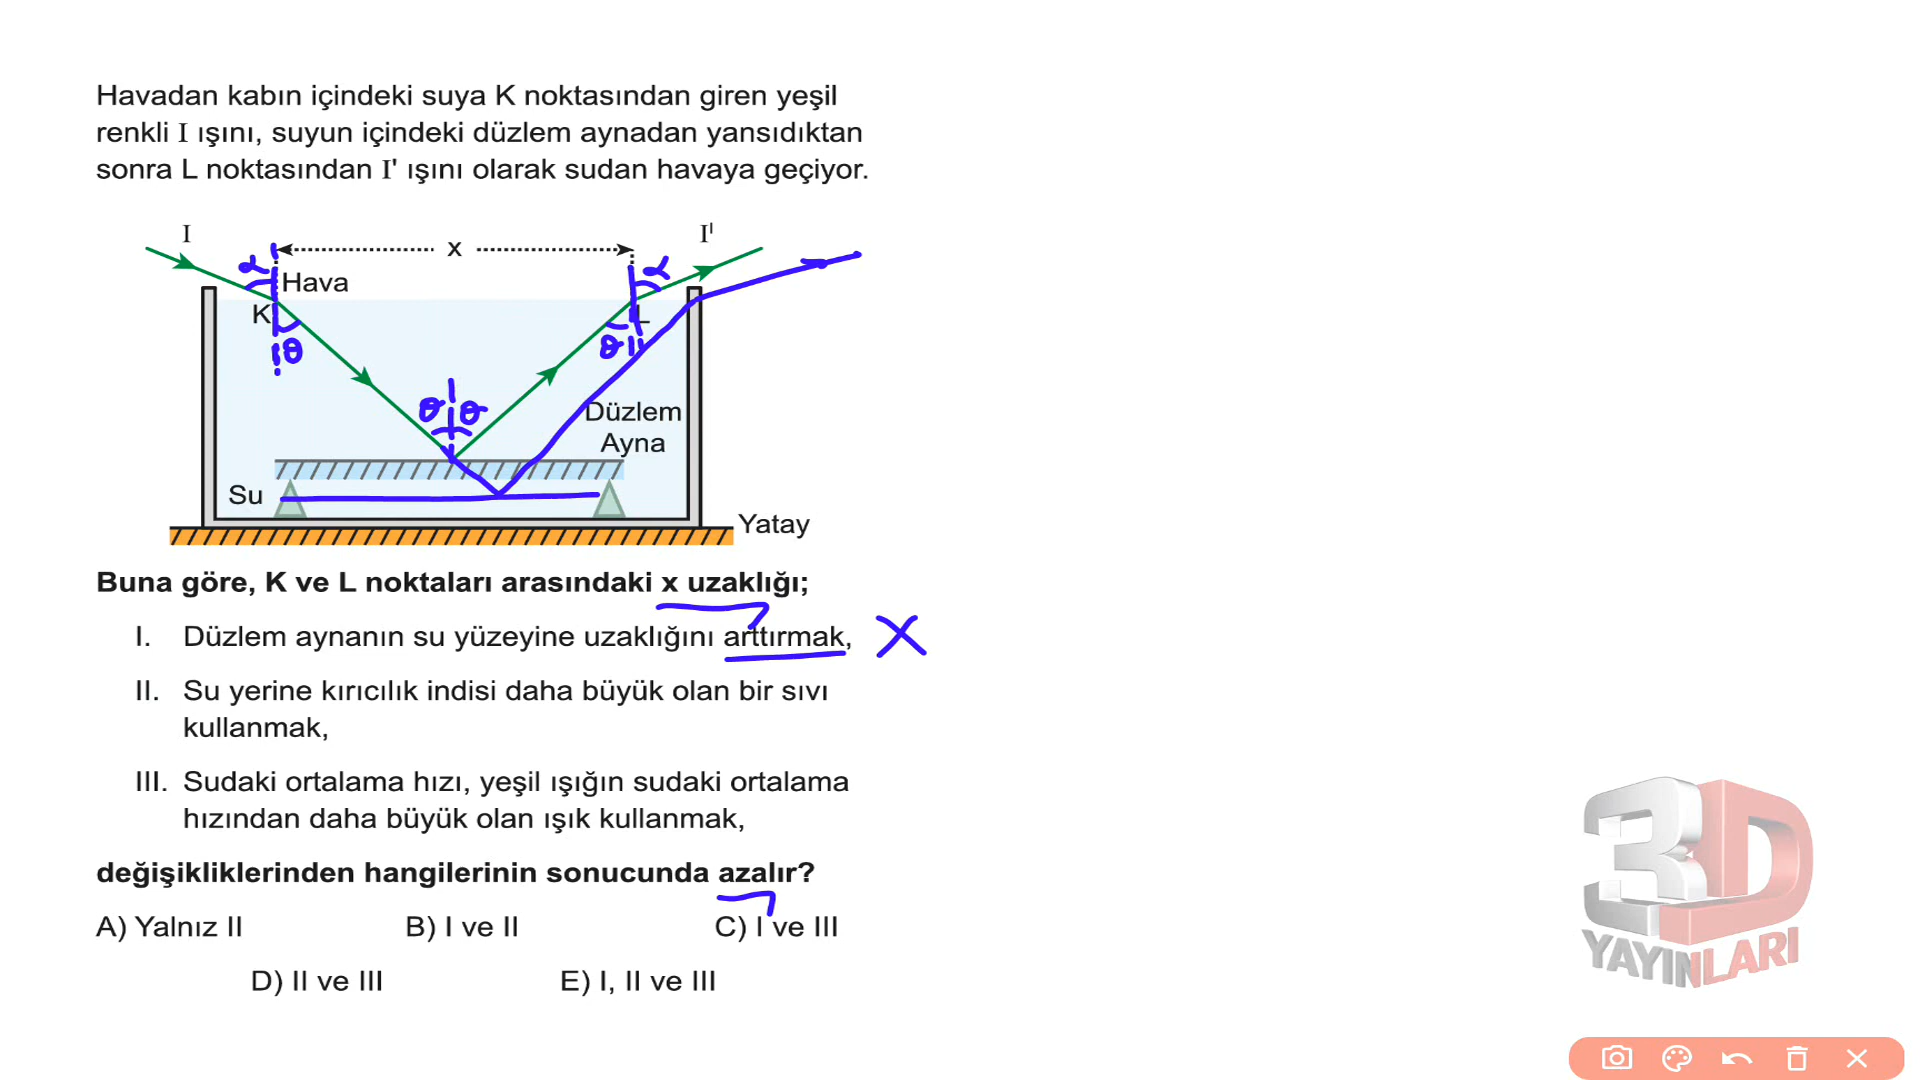 Havadan kabın içindeki suya K noktasından giren yeşil
renkli I ışını, suyun içindeki düzlem aynadan yansıdıktan
sonra L noktasından I' ışını olarak sudan havaya geçiyor.
I
x
I'
α
α
Hava
K
L
θ
θ
θ
θ
Düzlem
Ayna
Su
Yatay
Buna göre, K ve L noktaları arasındaki x uzaklığı;
I. Düzlem aynanın su yüzeyine uzaklığını arttırmak, X
II. Su yerine kırıcılık indisi daha büyük olan bir sıvı
kullanmak,
III. Sudaki ortalama hızı, yeşil ışığın sudaki ortalama
hızından daha büyük olan ışık kullanmak,
değişikliklerinden hangilerinin sonucunda azalır?
A) Yalnız II B) I ve II C) I ve III
D) II ve III E) I, II ve III
3D
YAYINLARI